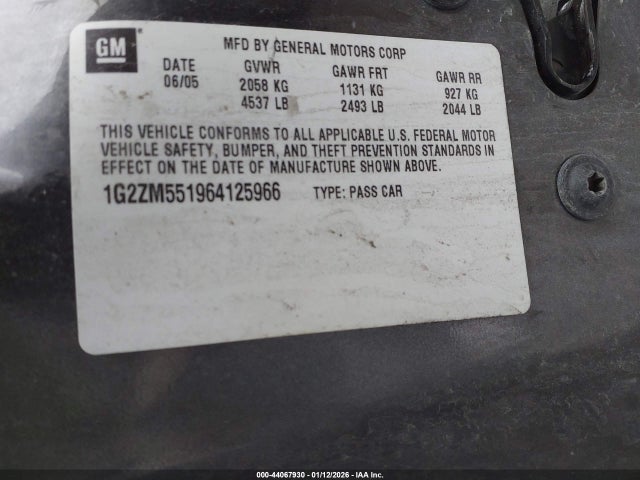 GM
MFD BY GENERAL MOTORS CORP
DATE GVWR GAWR FRT GAWR RR
06/05 2058 KG 1131 KG 927 KG
4537 LB 2493 LB 2044 LB
THIS VEHICLE CONFORMS TO ALL APPLICABLE U.S. FEDERAL MOTOR
VEHICLE SAFETY, BUMPER, AND THEFT PREVENTION STANDARDS IN
EFFECT ON THE DATE OF MANUFACTURE SHOWN ABOVE.
1G2ZM551964125966 TYPE: PASS CAR
000-44067930 - 01/12/2026 - IAA Inc.